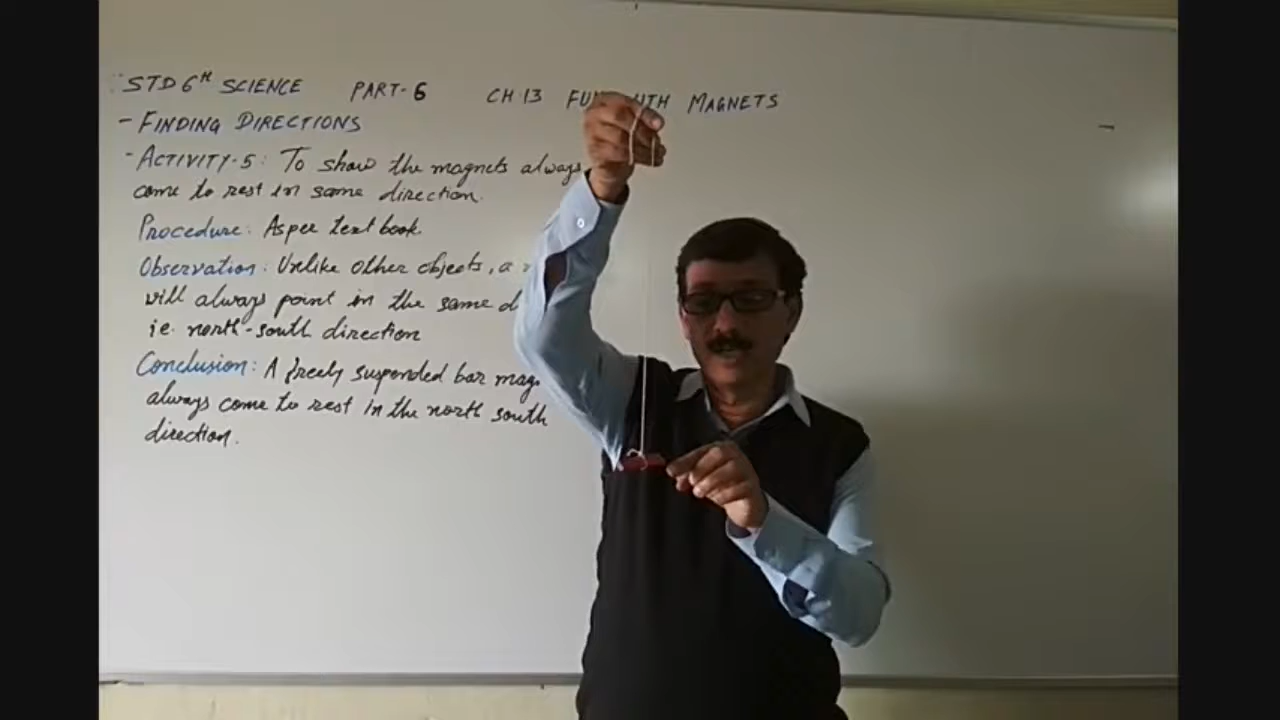 STD 6TH SCIENCE PART-6 CH 13 MAGNETS
- FINDING DIRECTIONS
- ACTIVITY-5: To show the magnets always
come to rest in same direction.
Procedure: As per text book.
Observation: Unlike other objects, a
will always point in the same
i.e. north-south direction
Conclusion: A freely suspended bar
always come to rest in the north south
direction.